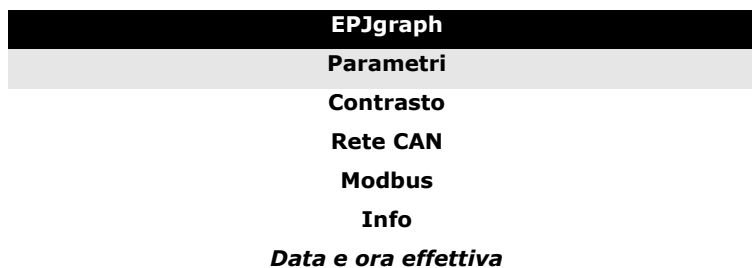 EPJgraph
Parametri
Contrasto
Rete CAN
Modbus
Info
Data e ora effettiva